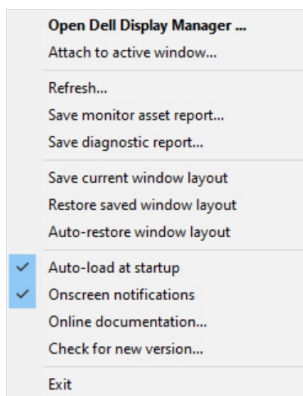 Open Dell Display Manager ...
Attach to active window...
Refresh...
Save monitor asset report...
Save diagnostic report...
Save current window layout
Restore saved window layout
Auto-restore window layout
Auto-load at startup
Onscreen notifications
Online documentation...
Check for new version...
Exit